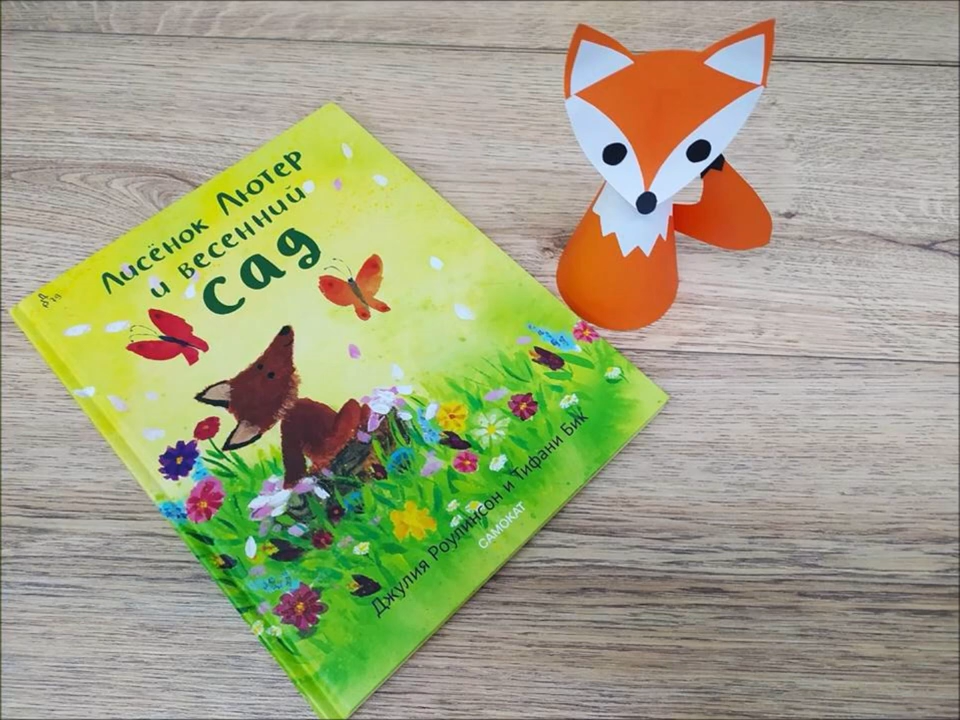 Лисёнок Лютер
и весенний
сад
Джулия Роулинсон и Тифани Бик
САМОКАТ